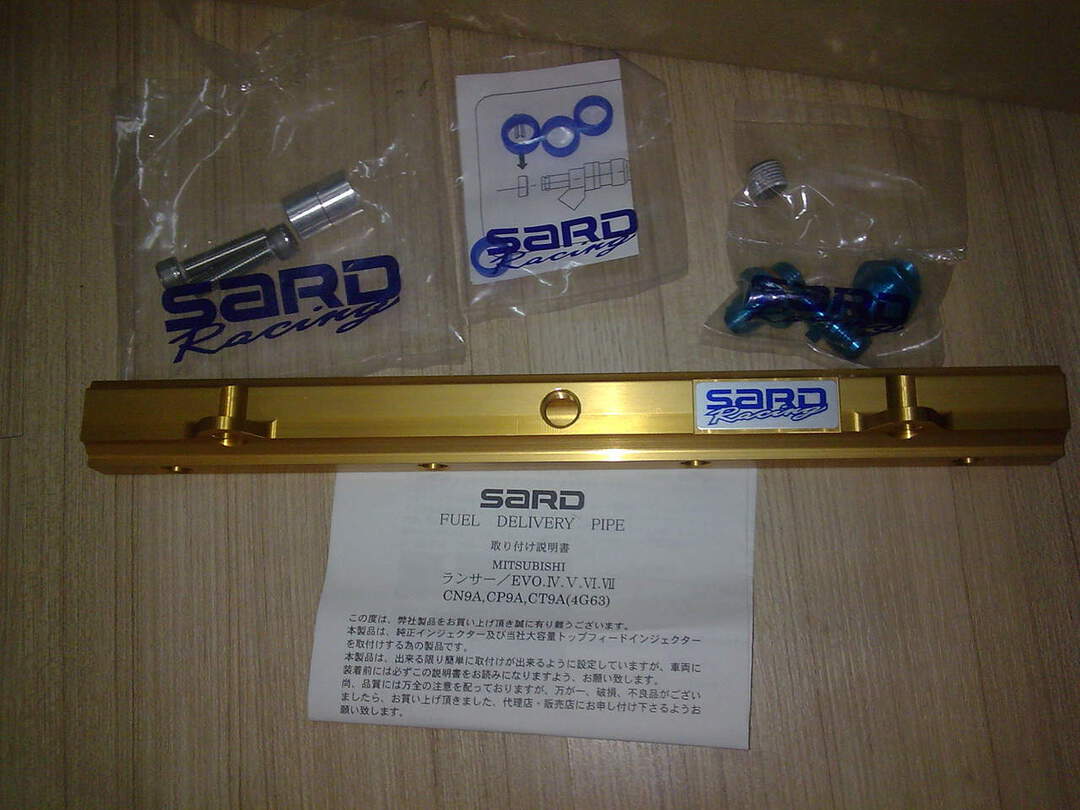 SARD
Racing
SARD
Racing
SARD
SARD
Racing
SARD
FUEL DELIVERY PIPE
取り付け説明書
MITSUBISHI
ランサー／EVO.Ⅳ.Ⅴ.Ⅵ.Ⅶ
CN9A,CP9A,CT9A(4G63)
この度は、弊社製品をお買い上げ頂き誠に有り難うございます。
本製品は、純正インジェクター及び当社大容量トップフィードインジェクター
を取付けする為の製品です。
本製品は、出来る限り簡単に取付けが出来るように設定していますが、車両に
装着前には必ずこの説明書をお読みになりますよう、お願い致します。
尚、品質には万全の注意を配っておりますが、万が一、破損、不良品がござい
ましたら、お買い上げ頂きました、代理店・販売店にお申し付け下さるようお
願い致します。